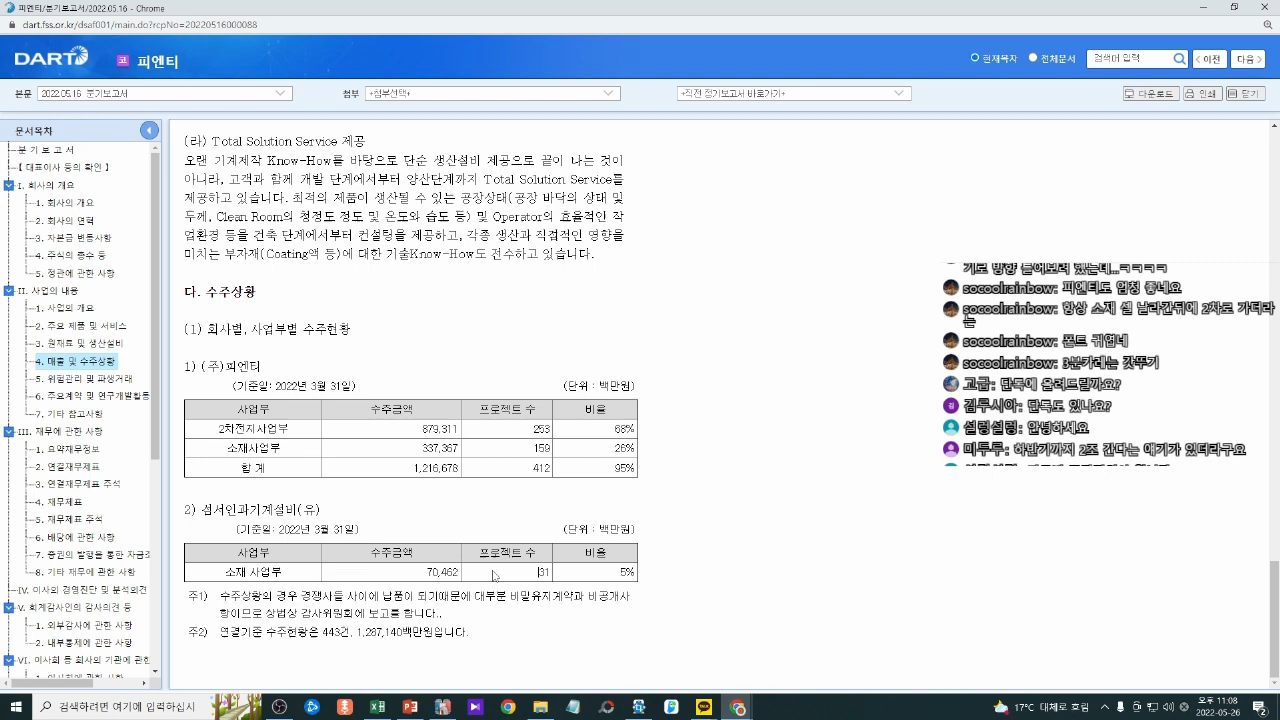 피엔티/분기보고서/2022.05.16 - Chrome
dart.fss.or.kr/dsaf001/main.do?rcpNo=20220516000088
DART
고 피엔티
현재목차 전체문서 검색어 입력 이전 다음
본문 2022.05.16 분기보고서 첨부 +첨부선택+ +직전 정기보고서 바로가기+ 다운로드 인쇄 닫기
문서목차
분 기 보 고 서
【 대표이사 등의 확인 】
I. 회사의 개요
1. 회사의 개요
2. 회사의 연혁
3. 자본금 변동사항
4. 주식의 총수 등
5. 정관에 관한 사항
II. 사업의 내용
1. 사업의 개요
2. 주요 제품 및 서비스
3. 원재료 및 생산설비
4. 매출 및 수주상황
5. 위험관리 및 파생거래
6. 주요계약 및 연구개발활동
7. 기타 참고사항
III. 재무에 관한 사항
1. 요약재무정보
2. 연결재무제표
3. 연결재무제표 주석
4. 재무제표
5. 재무제표 주석
6. 배당에 관한 사항
7. 증권의 발행을 통한 자금조
8. 기타 재무에 관한 사항
IV. 이사의 경영진단 및 분석의견
V. 회계감사인의 감사의견 등
1. 외부감사에 관한 사항
2. 내부통제에 관한 사항
VI. 이사회 등 회사의 기관에 관한
(라) Total Solution Service 제공
오랜 기계제작 Know-How를 바탕으로 단순 생산설비 제공으로 끝이 나는 것이
아니라, 고객과 함께 개발 단계에서부터 양산단계까지 Total Solution Service를
제공하고 있습니다. 최적의 제품이 생산될 수 있는 공장상태(공장 바닥의 상태 및
두께, Clean Room의 청정도 정도 및 온도와 습도 등) 및 Operator의 효율적인 작
업환경 등을 건축 단계에서부터 컨설팅을 제공하고, 각종 생산과 직접적인 영향을
미치는 부자재(Coating액 등)에 대한 기술Know-How도 전수하고 있습니다.
다. 수주상황
(1) 회사별, 사업부별 수주현황
1) (주)피엔티
(기준일: 2022년 3월 31일) (단위 : 백만원)
사업부 수주금액 프로젝트 수 비율
2차전지사업부 879,311 253 68%
소재사업부 337,367 159 26%
합 계 1,216,678 412 95%
2) 섬서인과기계설비(유)
(기준일: 2022년 3월 31일) (단위 : 백만원)
사업부 수주금액 프로젝트 수 비율
소재 사업부 70,462 31 5%
주1) 수주상황의 경우 경쟁사들 사이에 납품이 되기때문에 대부분 비밀유지계약과 비공개사
항이므로 상법상 감사위원회에 보고를 합니다..
주2) 연결기준 수주현황은 443건, 1,287,140백만원입니다.
기로 방향 틀어보려 했는데...ㅋㅋㅋㅋ
socoolrainbow: 피엔티도 엄청 좋네요
socoolrainbow: 항상 소재 셀 날라간뒤에 2차로 가더라
는
socoolrainbow: 폰트 귀엽네
socoolrainbow: 3분카레는 갓뚜기
고금: 단톡에 올려드릴까요?
김루시아: 단톡도 있나요?
설렁설렁: 안녕하세요
미투루: 하반기까지 2조 간다는 얘기가 있더라구요
검색하려면 여기에 입력하십시
17°C 대체로 흐림
오후 11:08
2022-05-26